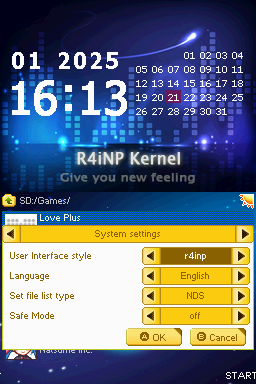 01 2025
16:13
01 02 03 04
05 06 07 08 09 10 11
12 13 14 15 16 17 18
19 20 21 22 23 24 25
26 27 28 29 30 31
R4iNP Kernel
Give you new feeling
SD:/Games/
Love Plus
System settings
User Interface style r4inp
Language English
Set file list type NDS
Safe Mode off
A OK B Cancel
Natsume Inc.
START